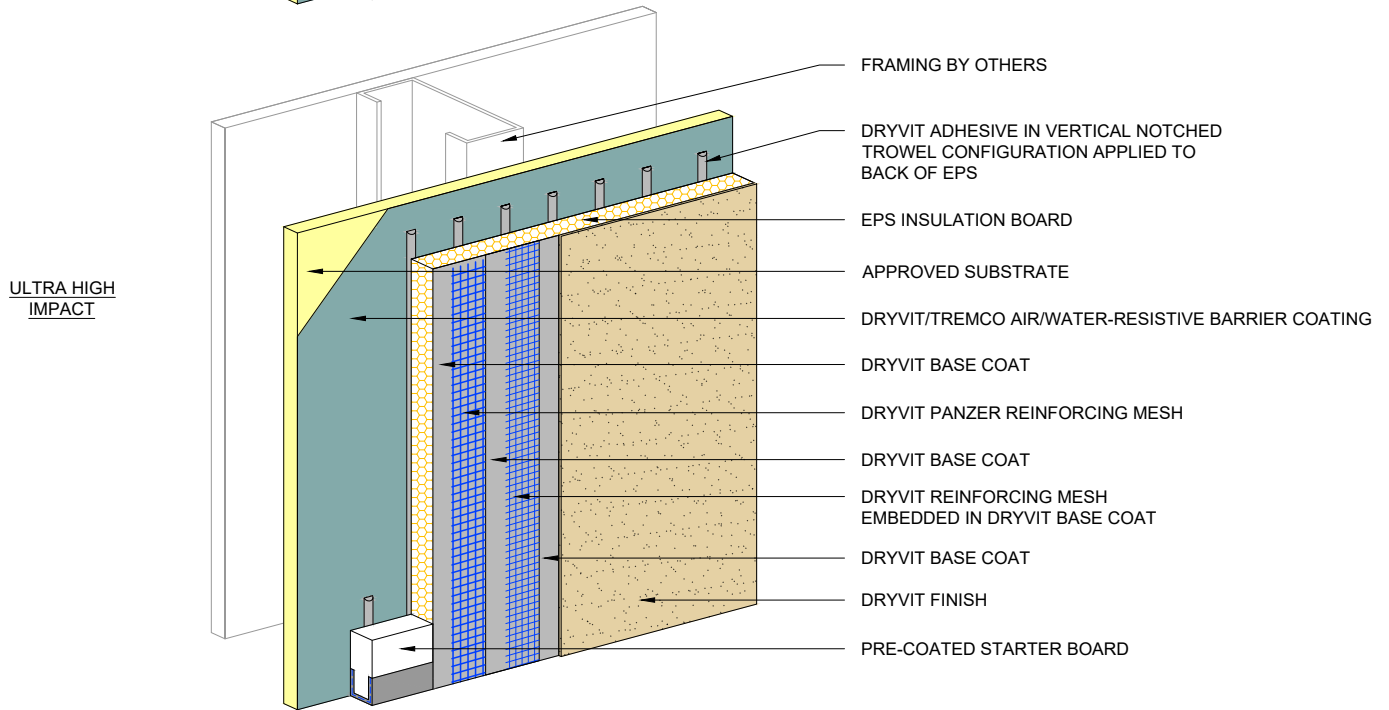 ULTRA HIGH
IMPACT
FRAMING BY OTHERS
DRYVIT ADHESIVE IN VERTICAL NOTCHED
TROWEL CONFIGURATION APPLIED TO
BACK OF EPS
EPS INSULATION BOARD
APPROVED SUBSTRATE
DRYVIT/TREMCO AIR/WATER-RESISTIVE BARRIER COATING
DRYVIT BASE COAT
DRYVIT PANZER REINFORCING MESH
DRYVIT BASE COAT
DRYVIT REINFORCING MESH
EMBEDDED IN DRYVIT BASE COAT
DRYVIT BASE COAT
DRYVIT FINISH
PRE-COATED STARTER BOARD